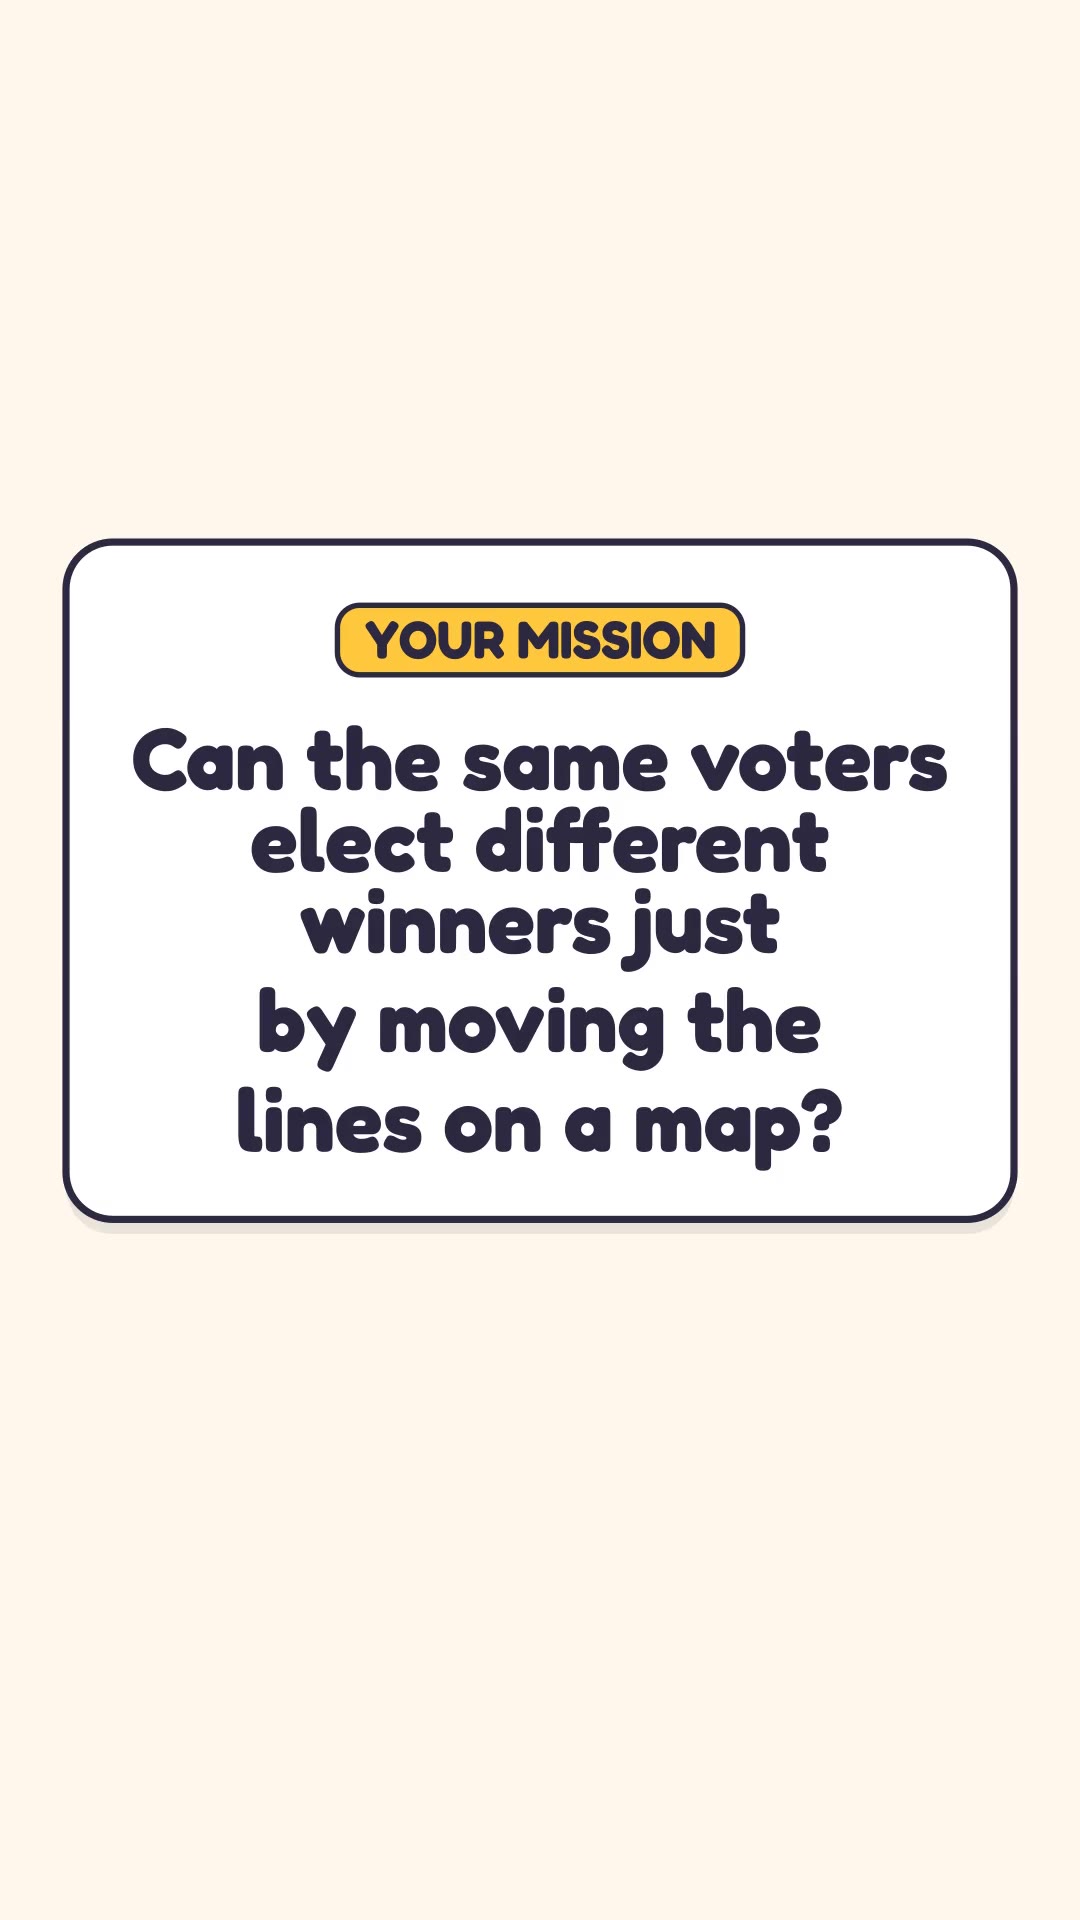 YOUR MISSION
Can the same voters
elect different
winners just
by moving the
lines on a map?